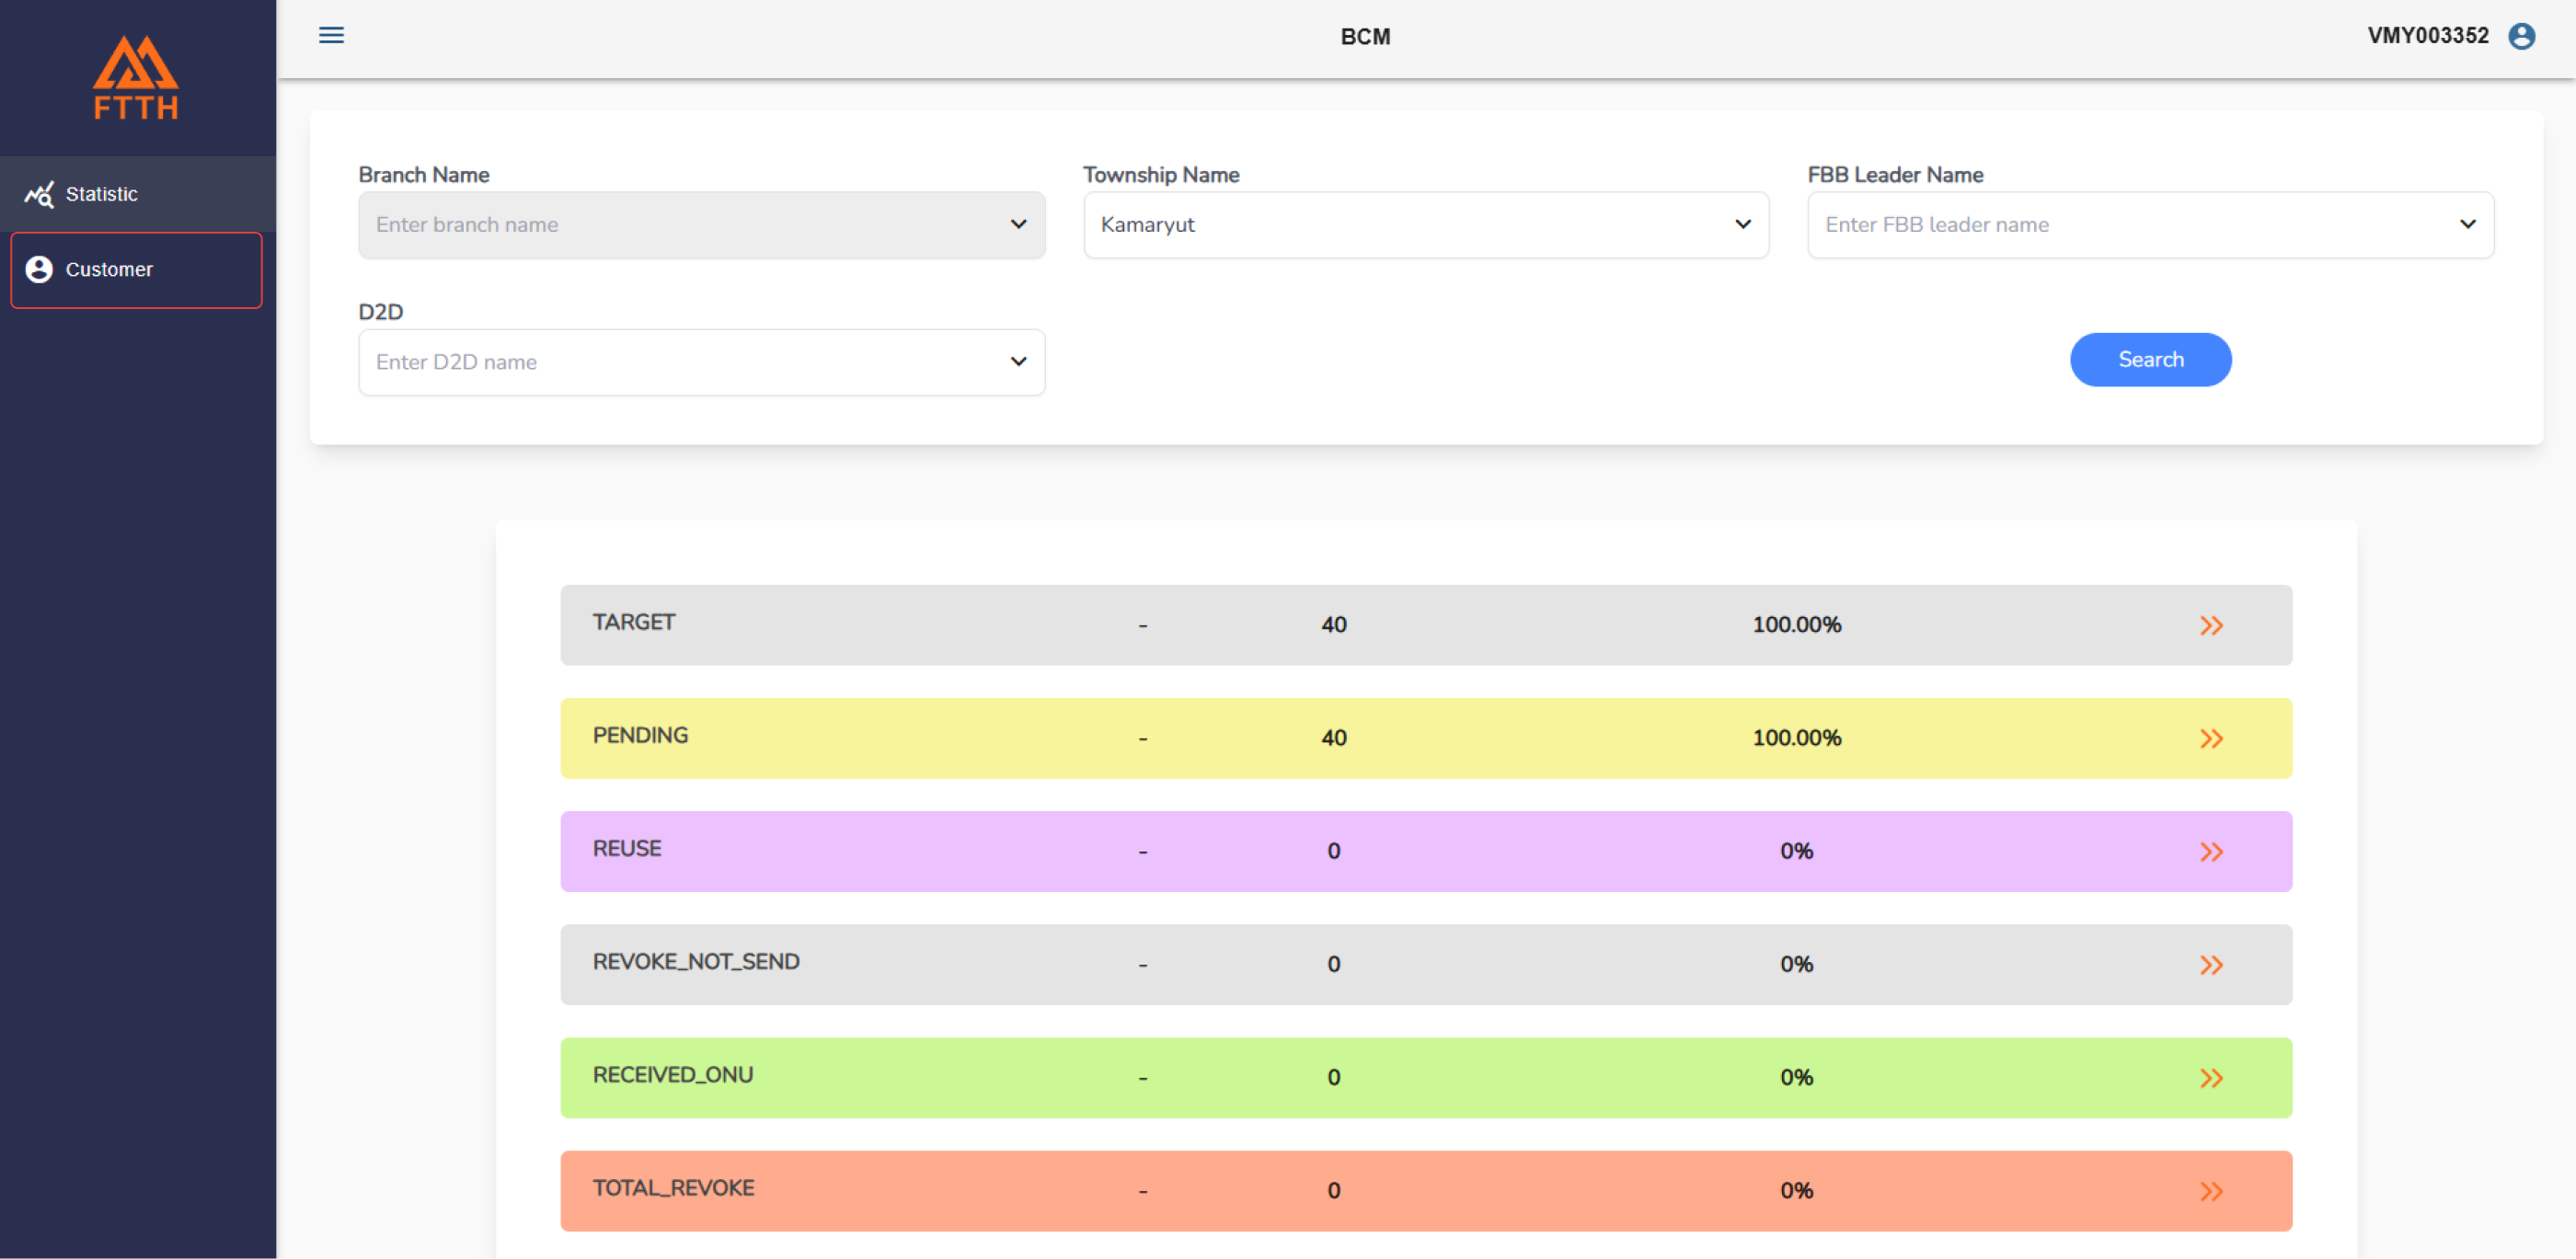 FTTH
BCM
VMY003352
Statistic
Customer
Branch Name
Enter branch name
Township Name
Kamaryut
FBB Leader Name
Enter FBB leader name
D2D
Enter D2D name
Search
TARGET - 40 100.00%
PENDING - 40 100.00%
REUSE - 0 0%
REVOKE_NOT_SEND - 0 0%
RECEIVED_ONU - 0 0%
TOTAL_REVOKE - 0 0%